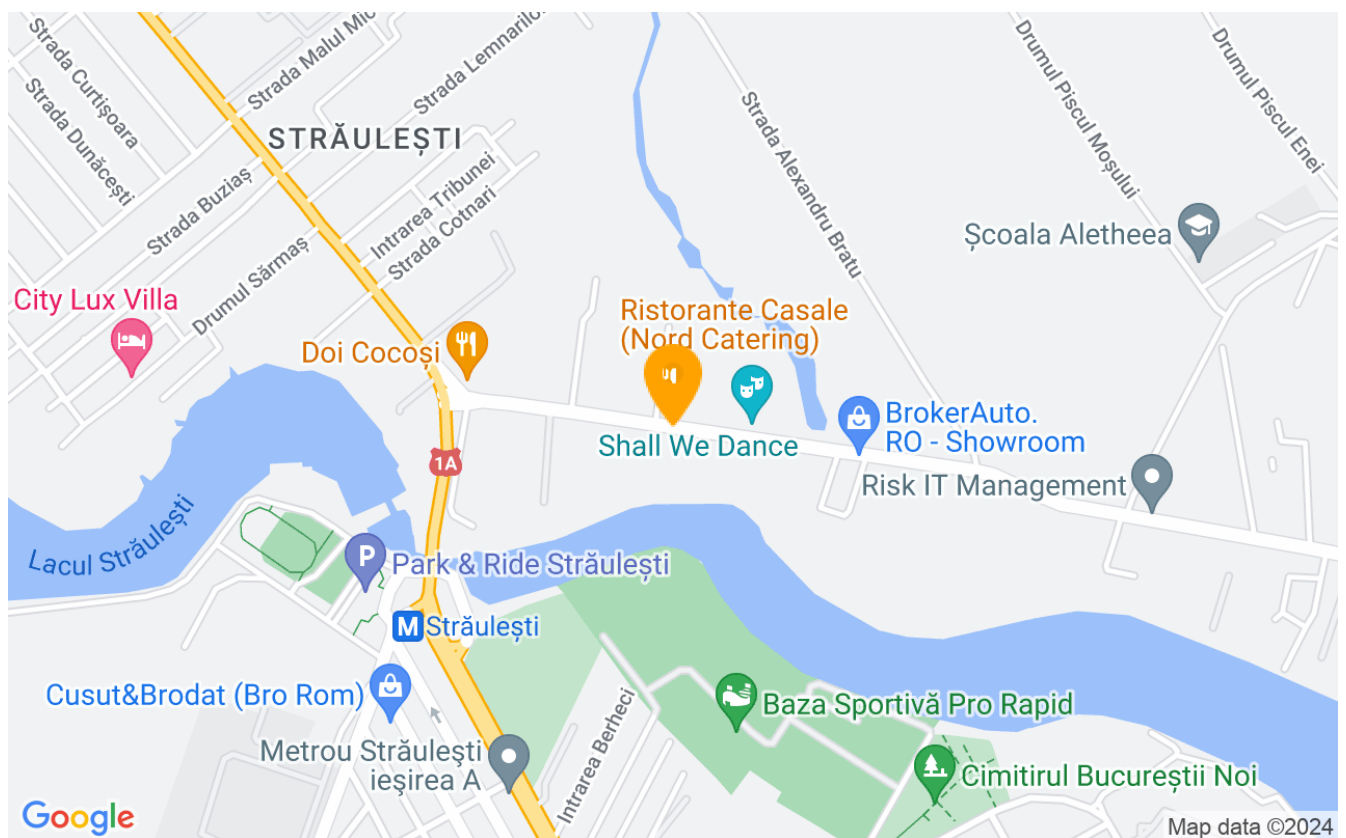 Strada Curtișoara
Strada Malul Mic
Strada Lemnarilo
Drumul Piscul Moșului
Drumul Piscul Enei
Strada Dunăcești
STRĂULEȘTI
Strada Alexandru Bratu
Strada Buziaș
Intrarea Tribunei
Strada Cotnari
Școala Aletheea
Drumul Sărmaș
City Lux Villa
Ristorante Casale
(Nord Catering)
Doi Cocoși
BrokerAuto.
RO - Showroom
Shall We Dance
1A
Risk IT Management
Lacul Străulești
P
Park & Ride Străulești
M
Străulești
Cusut&Brodat (Bro Rom)
Baza Sportivă Pro Rapid
Intrarea Berheci
Metrou Străulești
ieșirea A
Cimitirul Bucureștii Noi
Google
Map data ©2024